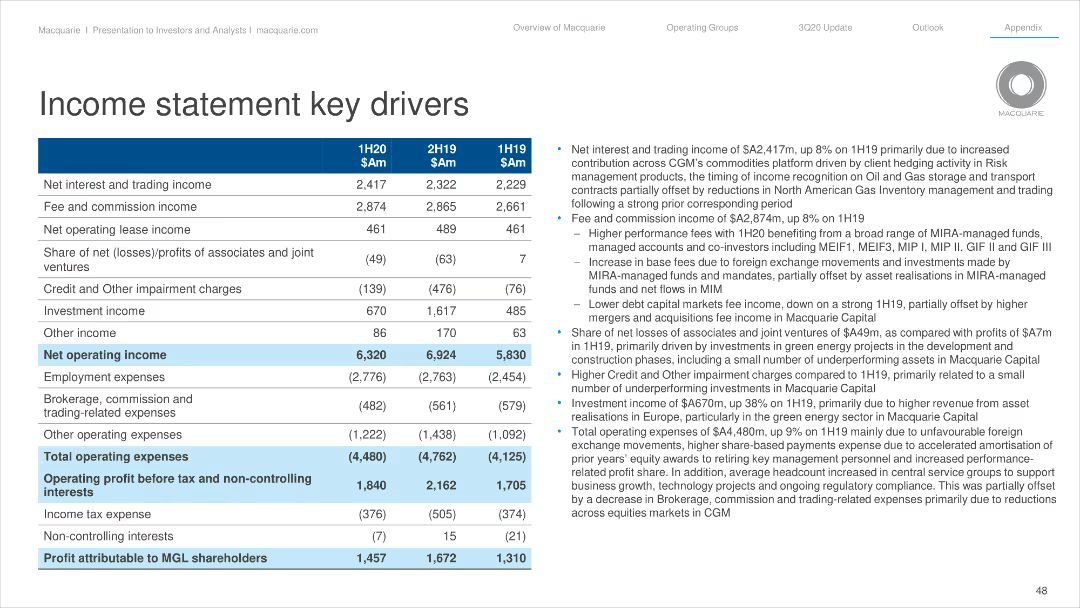 Macquarie | Presentation to Investors and Analysts | macquarie.com
Overview of Macquarie
Operating Groups
3Q20 Update
Outlook
Appendix
MACQUARIE
Income statement key drivers
1H20 2H19 1H19
$Am $Am $Am
Net interest and trading income 2,417 2,322 2,229
Fee and commission income 2,874 2,865 2,661
Net operating lease income 461 489 461
Share of net (losses)/profits of associates and joint
ventures (49) (63) 7
Credit and Other impairment charges (139) (476) (76)
Investment income 670 1,617 485
Other income 86 170 63
Net operating income 6,320 6,924 5,830
Employment expenses (2,776) (2,763) (2,454)
Brokerage, commission and
trading-related expenses (482) (561) (579)
Other operating expenses (1,222) (1,438) (1,092)
Total operating expenses (4,480) (4,762) (4,125)
Operating profit before tax and non-controlling
interests 1,840 2,162 1,705
Income tax expense (376) (505) (374)
Non-controlling interests (7) 15 (21)
Profit attributable to MGL shareholders 1,457 1,672 1,310
• Net interest and trading income of $A2,417m, up 8% on 1H19 primarily due to increased
contribution across CGM's commodities platform driven by client hedging activity in Risk
management products, the timing of income recognition on Oil and Gas storage and transport
contracts partially offset by reductions in North American Gas Inventory management and trading
following a strong prior corresponding period
• Fee and commission income of $A2,874m, up 8% on 1H19
– Higher performance fees with 1H20 benefiting from a broad range of MIRA-managed funds,
managed accounts and co-investors including MEIF1, MEIF3, MIP I, MIP II, GIF II and GIF III
– Increase in base fees due to foreign exchange movements and investments made by
MIRA-managed funds and mandates, partially offset by asset realisations in MIRA-managed
funds and net flows in MIM
– Lower debt capital markets fee income, down on a strong 1H19, partially offset by higher
mergers and acquisitions fee income in Macquarie Capital
• Share of net losses of associates and joint ventures of $A49m, as compared with profits of $A7m
in 1H19, primarily driven by investments in green energy projects in the development and
construction phases, including a small number of underperforming assets in Macquarie Capital
• Higher Credit and Other impairment charges compared to 1H19, primarily related to a small
number of underperforming investments in Macquarie Capital
• Investment income of $A670m, up 38% on 1H19, primarily due to higher revenue from asset
realisations in Europe, particularly in the green energy sector in Macquarie Capital
• Total operating expenses of $A4,480m, up 9% on 1H19 mainly due to unfavourable foreign
exchange movements, higher share-based payments expense due to accelerated amortisation of
prior years' equity awards to retiring key management personnel and increased performance-
related profit share. In addition, average headcount increased in central service groups to support
business growth, technology projects and ongoing regulatory compliance. This was partially offset
by a decrease in Brokerage, commission and trading-related expenses primarily due to reductions
across equities markets in CGM
48